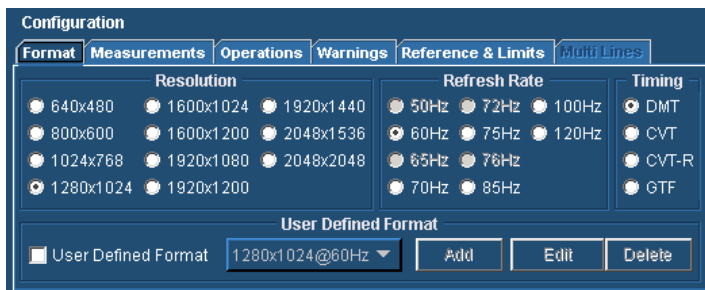 Configuration
Format Measurements Operations Warnings Reference & Limits Multi Lines
Resolution Refresh Rate Timing
640x480 1600x1024 1920x1440 50Hz 72Hz 100Hz DMT
800x600 1600x1200 2048x1536 60Hz 75Hz 120Hz CVT
1024x768 1920x1080 2048x2048 65Hz 76Hz CVT-R
1280x1024 1920x1200 70Hz 85Hz GTF
User Defined Format
User Defined Format 1280x1024@60Hz Add Edit Delete